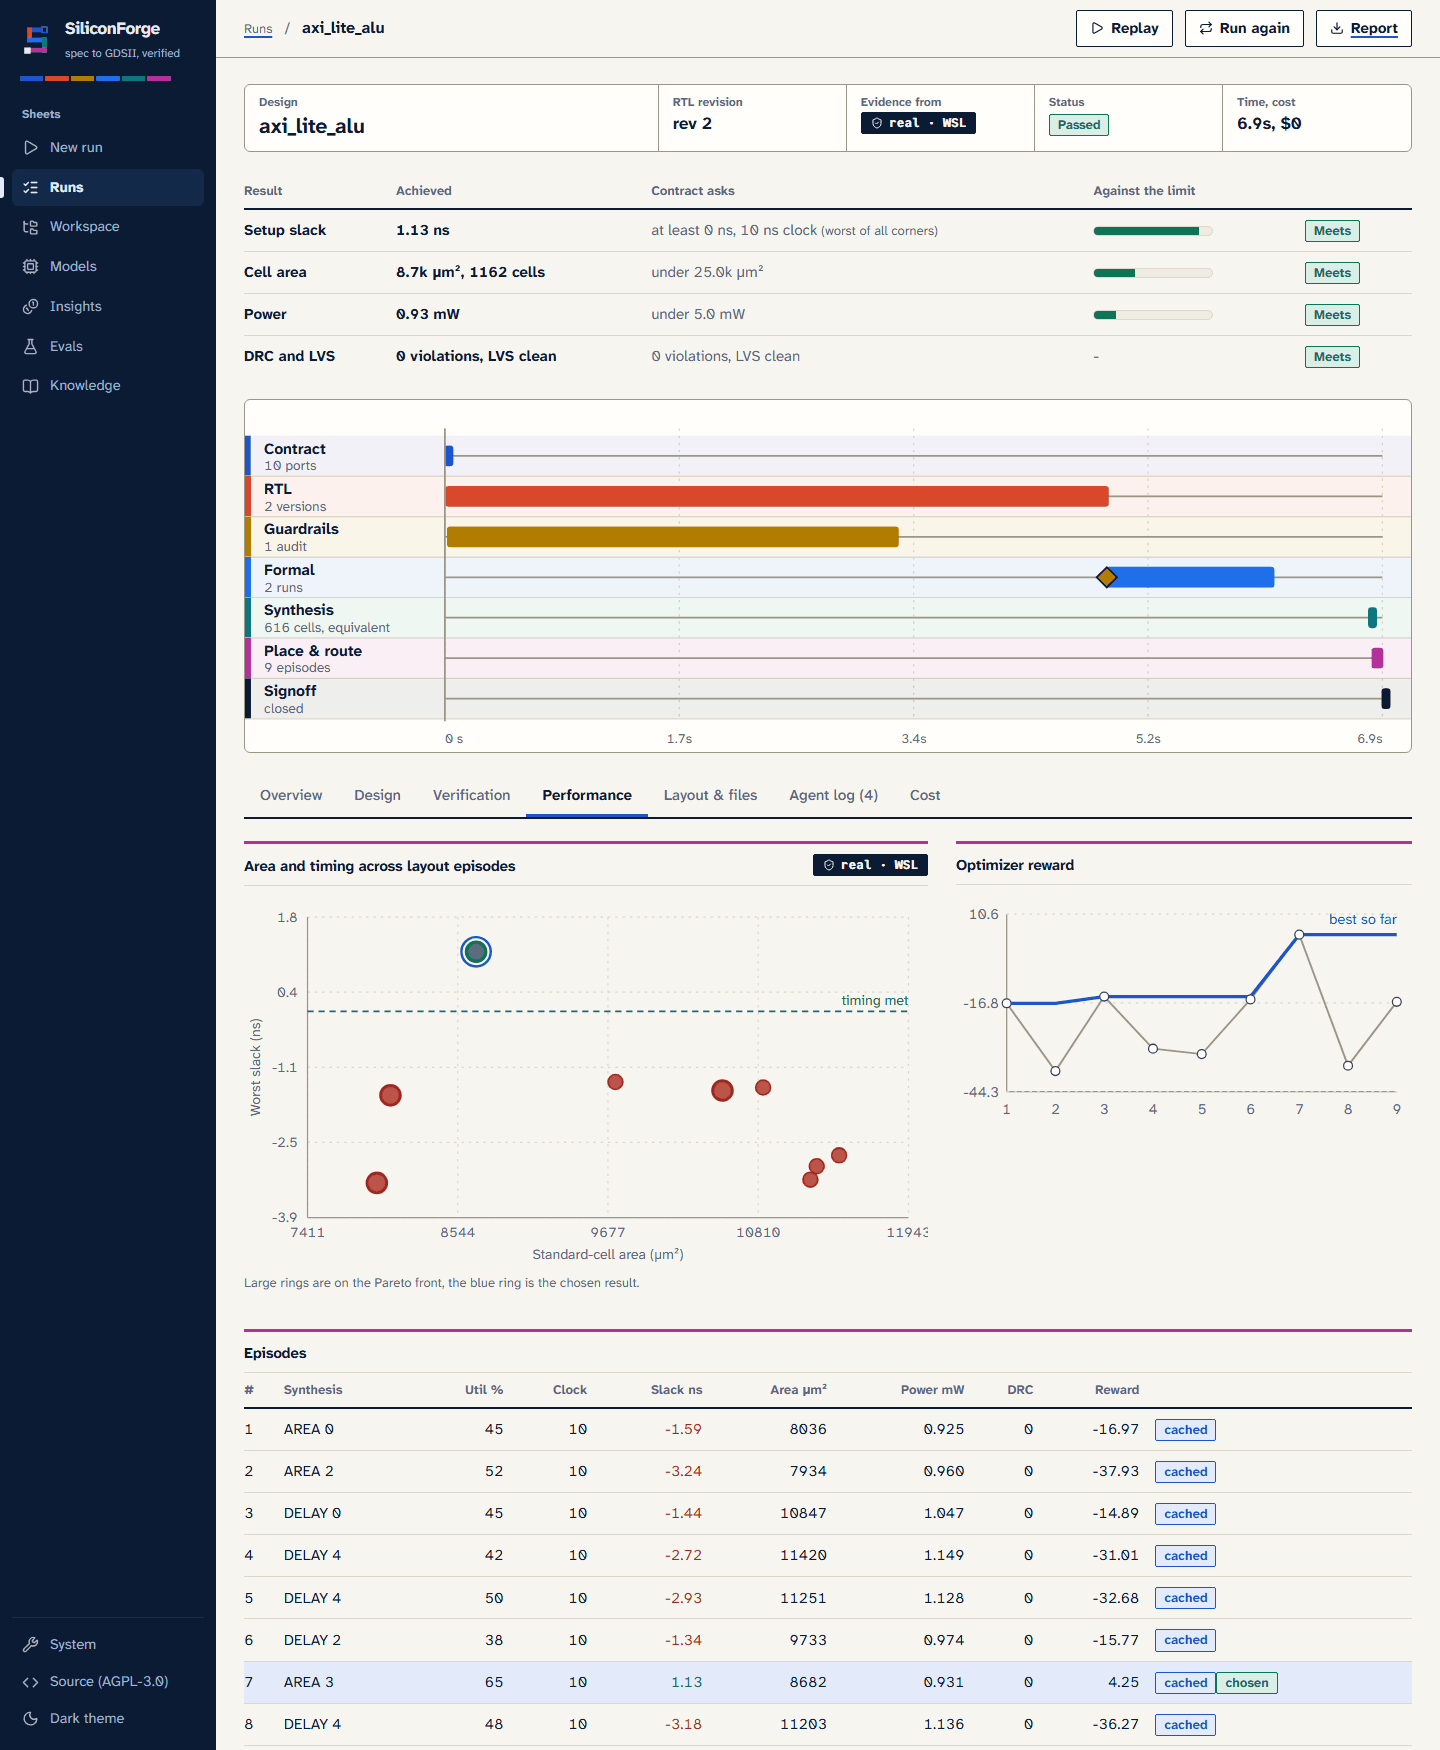 SiliconForge
spec to GDSII, verified
Sheets
New run
Runs
Workspace
Models
Insights
Evals
Knowledge
System
Source (AGPL-3.0)
Dark theme
Runs / axi_lite_alu
Replay
Run again
Report
Design
axi_lite_alu
RTL revision
rev 2
Evidence from
real · WSL
Status
Passed
Time, cost
6.9s, $0
Result Achieved Contract asks Against the limit
Setup slack 1.13 ns at least 0 ns, 10 ns clock (worst of all corners) Meets
Cell area 8.7k µm², 1162 cells under 25.0k µm² Meets
Power 0.93 mW under 5.0 mW Meets
DRC and LVS 0 violations, LVS clean 0 violations, LVS clean - Meets
Contract
10 ports
RTL
2 versions
Guardrails
1 audit
Formal
2 runs
Synthesis
616 cells, equivalent
Place & route
9 episodes
Signoff
closed
0 s 1.7s 3.4s 5.2s 6.9s
Overview Design Verification Performance Layout & files Agent log (4) Cost
Area and timing across layout episodes real · WSL
1.8
0.4
timing met
-1.1
-2.5
-3.9
Worst slack (ns)
7411 8544 9677 10810 11943
Standard-cell area (µm²)
Large rings are on the Pareto front, the blue ring is the chosen result.
Optimizer reward
10.6
best so far
-16.8
-44.3
1 2 3 4 5 6 7 8 9
Episodes
# Synthesis Util % Clock Slack ns Area µm² Power mW DRC Reward
1 AREA 0 45 10 -1.59 8036 0.925 0 -16.97 cached
2 AREA 2 52 10 -3.24 7934 0.960 0 -37.93 cached
3 DELAY 0 45 10 -1.44 10847 1.047 0 -14.89 cached
4 DELAY 4 42 10 -2.72 11420 1.149 0 -31.01 cached
5 DELAY 4 50 10 -2.93 11251 1.128 0 -32.68 cached
6 DELAY 2 38 10 -1.34 9733 0.974 0 -15.77 cached
7 AREA 3 65 10 1.13 8682 0.931 0 4.25 cached chosen
8 DELAY 4 48 10 -3.18 11203 1.136 0 -36.27 cached